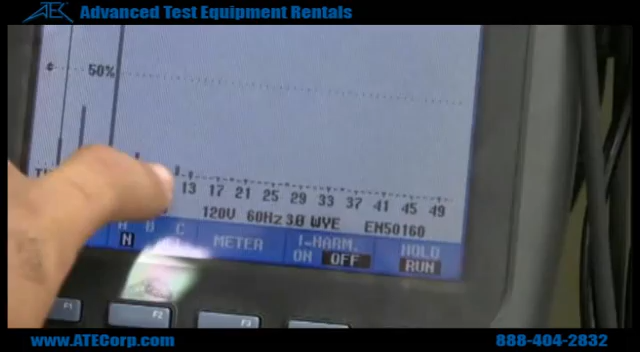 ATEC Advanced Test Equipment Rentals
50%
13 17 21 25 29 33 37 41 45 49
120V 60Hz 3Ø WYE EN50160
A B C METER I-HARM. HOLD
N ON OFF RUN
F1 F2 F3
www.ATECorp.com 888-404-2832